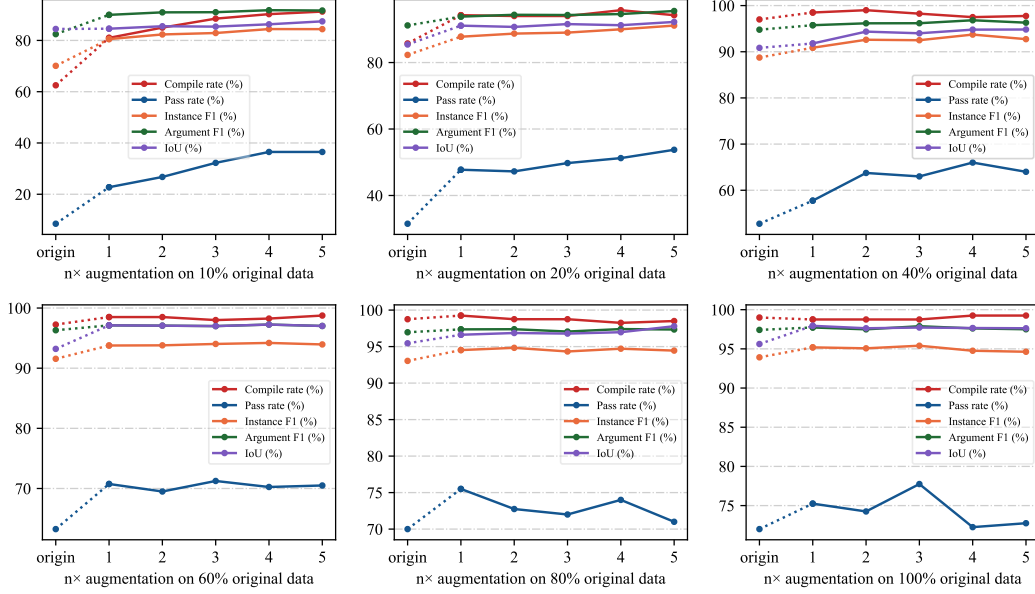 80
60
40
20
Compile rate (%)
Pass rate (%)
Instance F1 (%)
Argument F1 (%)
IoU (%)
origin 1 2 3 4 5
n× augmentation on 10% original data
80
60
40
Compile rate (%)
Pass rate (%)
Instance F1 (%)
Argument F1 (%)
IoU (%)
origin 1 2 3 4 5
n× augmentation on 20% original data
100
90
80
70
60
Compile rate (%)
Pass rate (%)
Instance F1 (%)
Argument F1 (%)
IoU (%)
origin 1 2 3 4 5
n× augmentation on 40% original data
100
90
80
70
Compile rate (%)
Pass rate (%)
Instance F1 (%)
Argument F1 (%)
IoU (%)
origin 1 2 3 4 5
n× augmentation on 60% original data
100
95
90
85
80
75
70
Compile rate (%)
Pass rate (%)
Instance F1 (%)
Argument F1 (%)
IoU (%)
origin 1 2 3 4 5
n× augmentation on 80% original data
100
95
90
85
80
75
Compile rate (%)
Pass rate (%)
Instance F1 (%)
Argument F1 (%)
IoU (%)
origin 1 2 3 4 5
n× augmentation on 100% original data